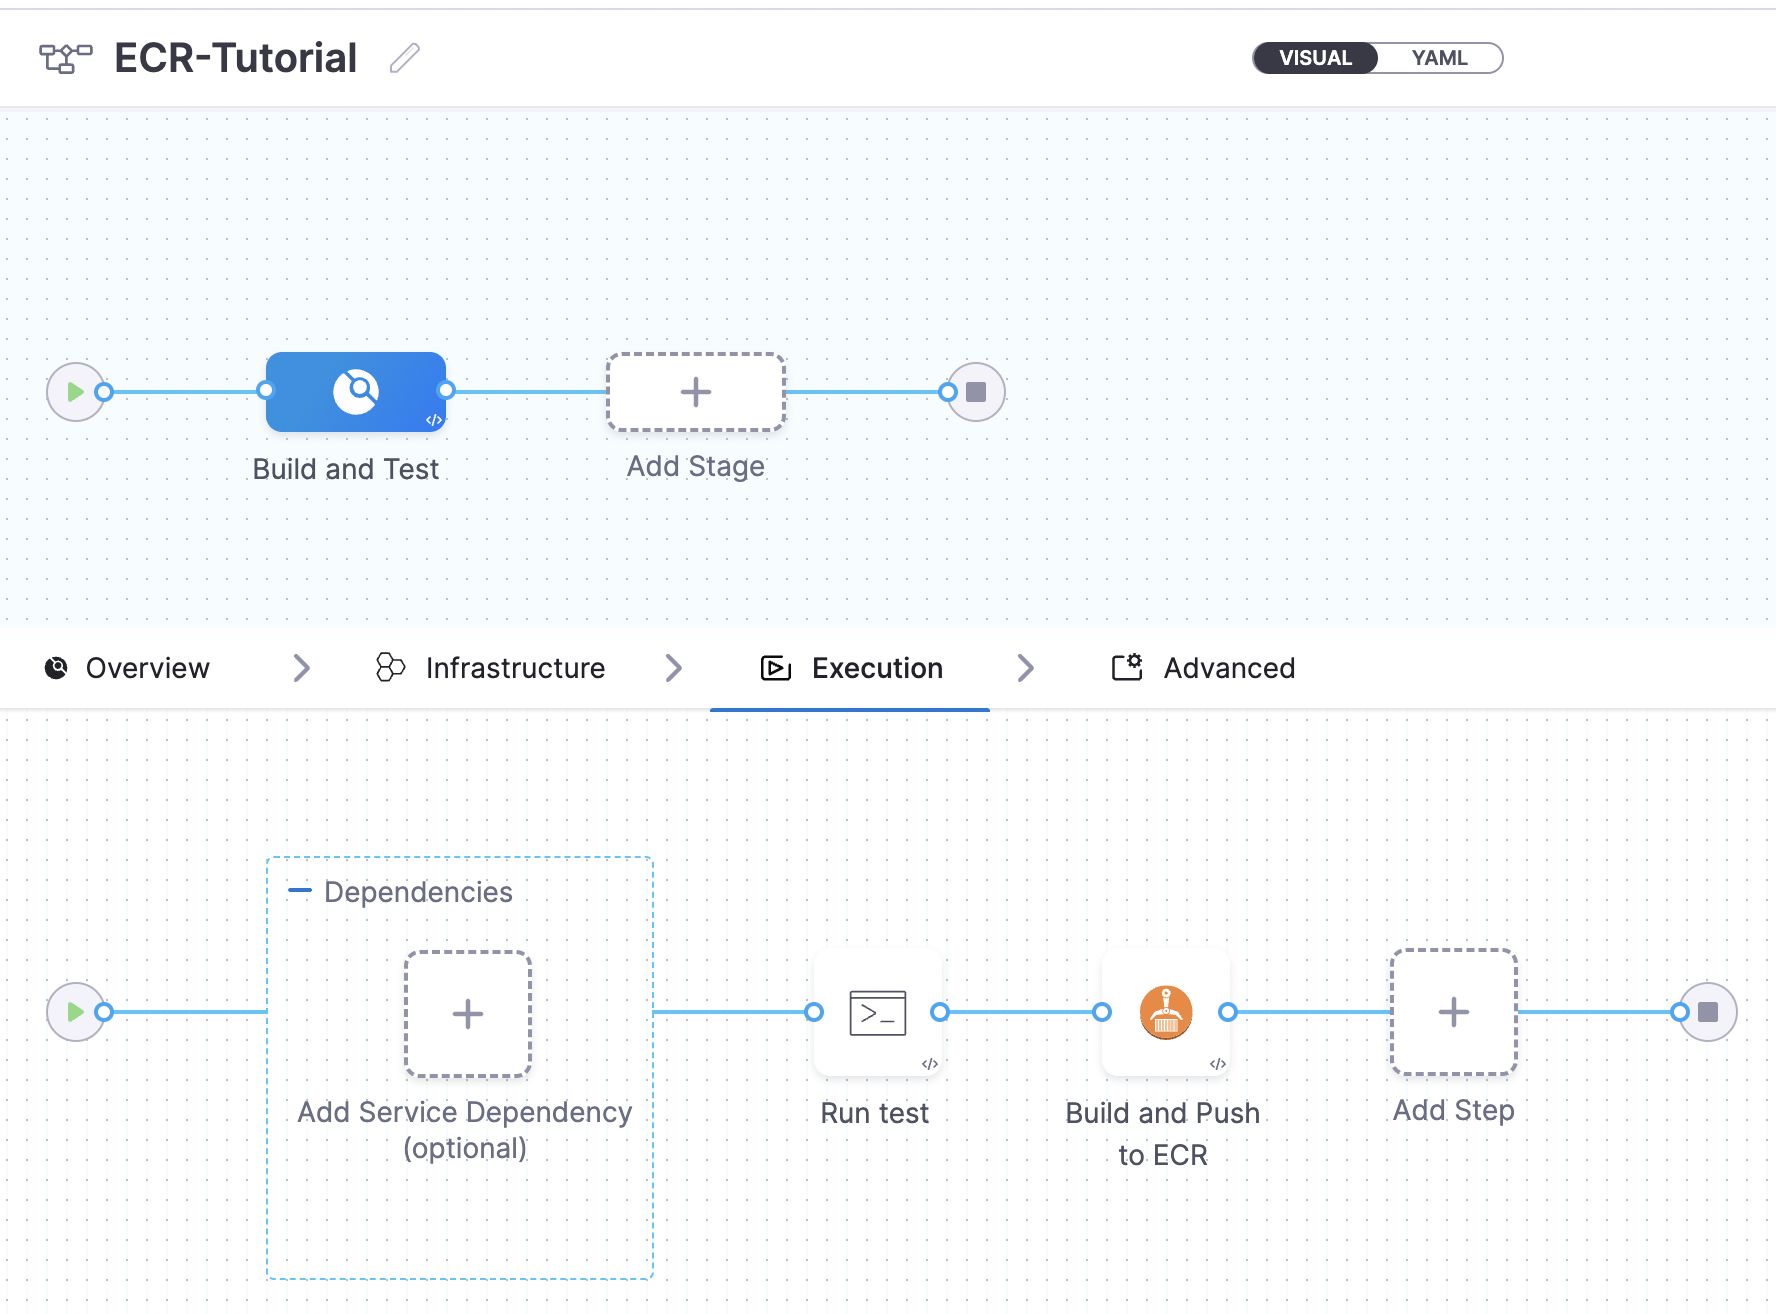 ECR-Tutorial
VISUAL
YAML
</>
Build and Test
Add Stage
Overview
Infrastructure
Execution
Advanced
Dependencies
Add Service Dependency
(optional)
>_
</>
Run test
</>
Build and Push
to ECR
Add Step